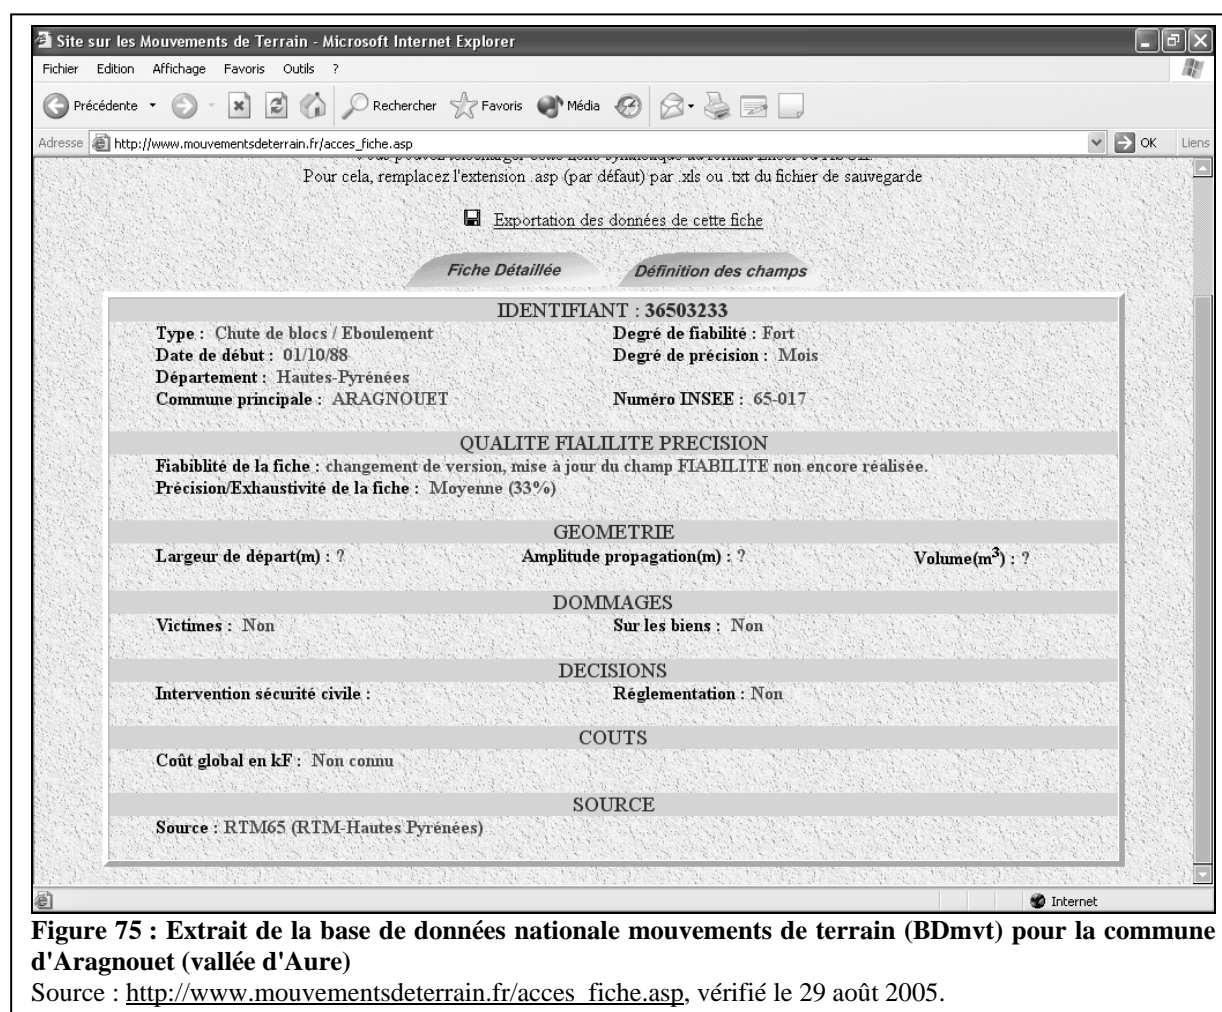 Site sur les Mouvements de Terrain - Microsoft Internet Explorer
Fichier Edition Affichage Favoris Outils ?
Précédente Rechercher Favoris Média
Adresse http://www.mouvementsdeterrain.fr/acces_fiche.asp OK Liens
Pour cela, remplacez l'extension .asp (par défaut) par .xls ou .txt du fichier de sauvegarde
Exportation des données de cette fiche
Fiche Détaillée Définition des champs
IDENTIFIANT : 36503233
Type : Chute de blocs / Eboulement Degré de fiabilité : Fort
Date de début : 01/10/88 Degré de précision : Mois
Département : Hautes-Pyrénées
Commune principale : ARAGNOUET Numéro INSEE : 65-017
QUALITE FIALILITE PRECISION
Fiabiblité de la fiche : changement de version, mise à jour du champ FIABILITE non encore réalisée.
Précision/Exhaustivité de la fiche : Moyenne (33%)
GEOMETRIE
Largeur de départ(m) : ? Amplitude propagation(m) : ? Volume(m³) : ?
DOMMAGES
Victimes : Non Sur les biens : Non
DECISIONS
Intervention sécurité civile : Réglementation : Non
COUTS
Coût global en kF : Non connu
SOURCE
Source : RTM65 (RTM-Hautes Pyrénées)
Internet
Figure 75 : Extrait de la base de données nationale mouvements de terrain (BDmvt) pour la commune
d'Aragnouet (vallée d'Aure)
Source : http://www.mouvementsdeterrain.fr/acces_fiche.asp, vérifié le 29 août 2005.